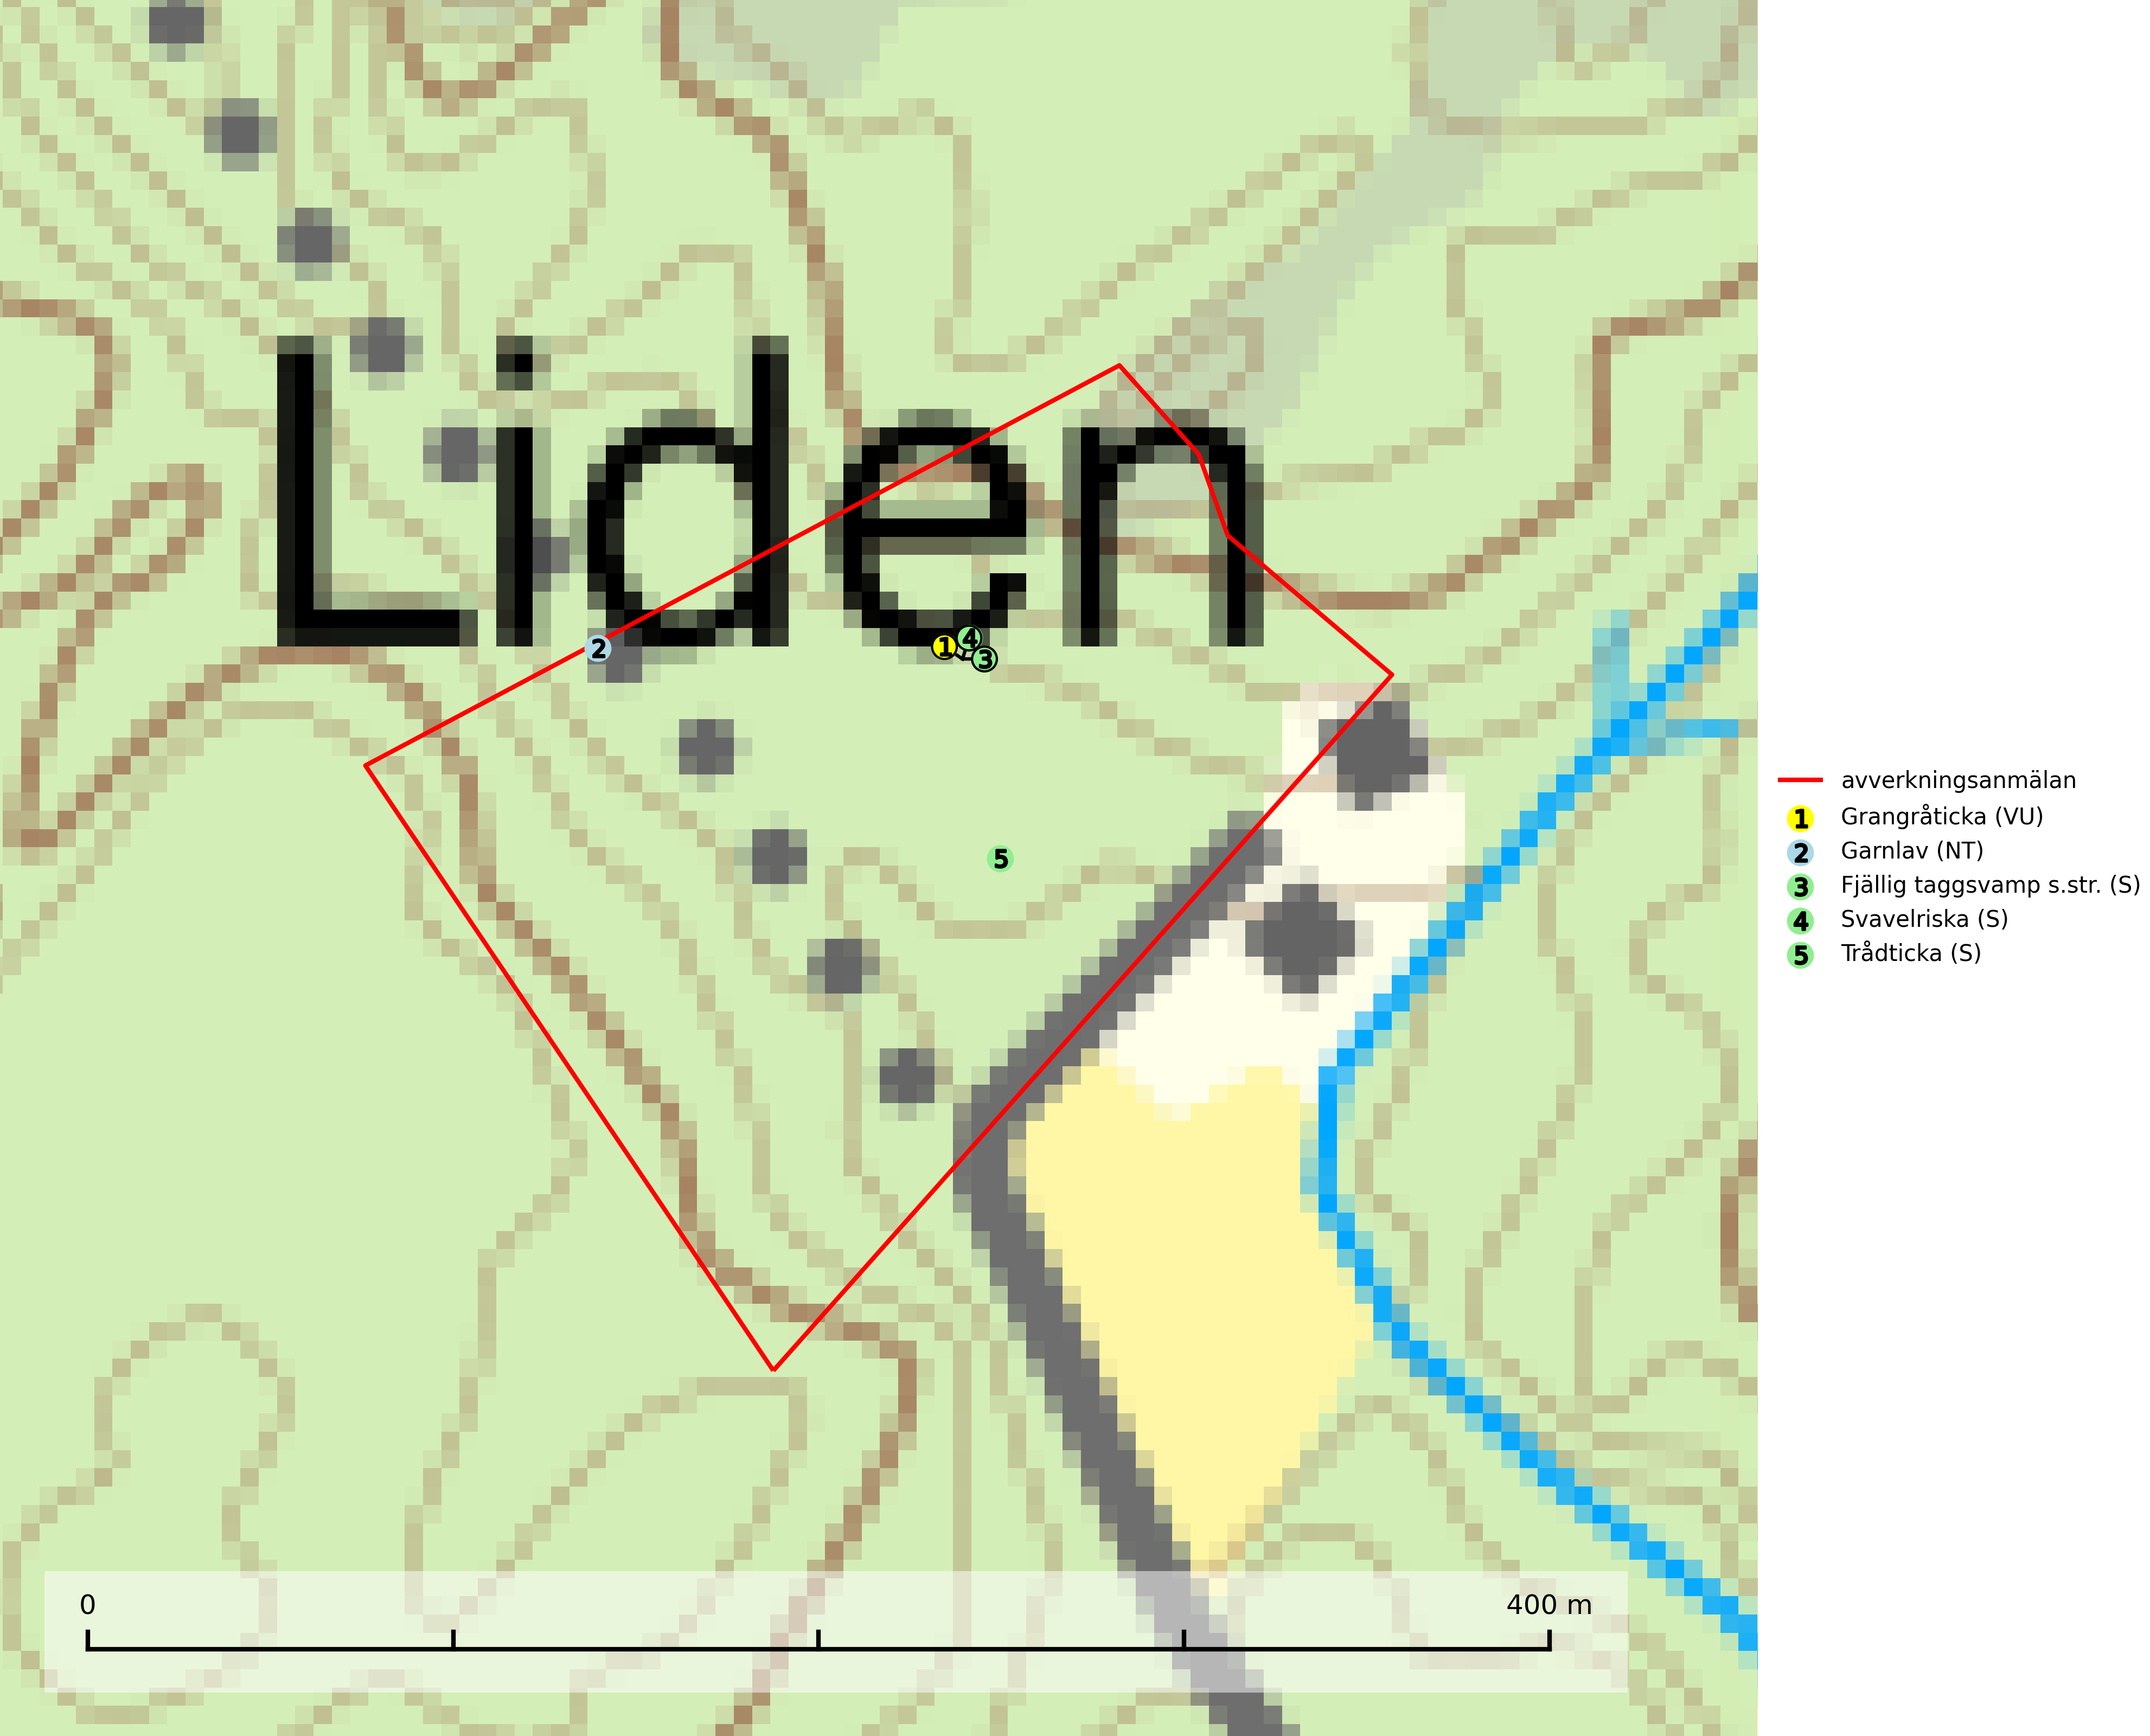 Liden
2
1
4
3
5
avverkningsanmälan
1 Grangråticka (VU)
2 Garnlav (NT)
3 Fjällig taggsvamp s.str. (S)
4 Svavelriska (S)
5 Trådticka (S)
0 400 m